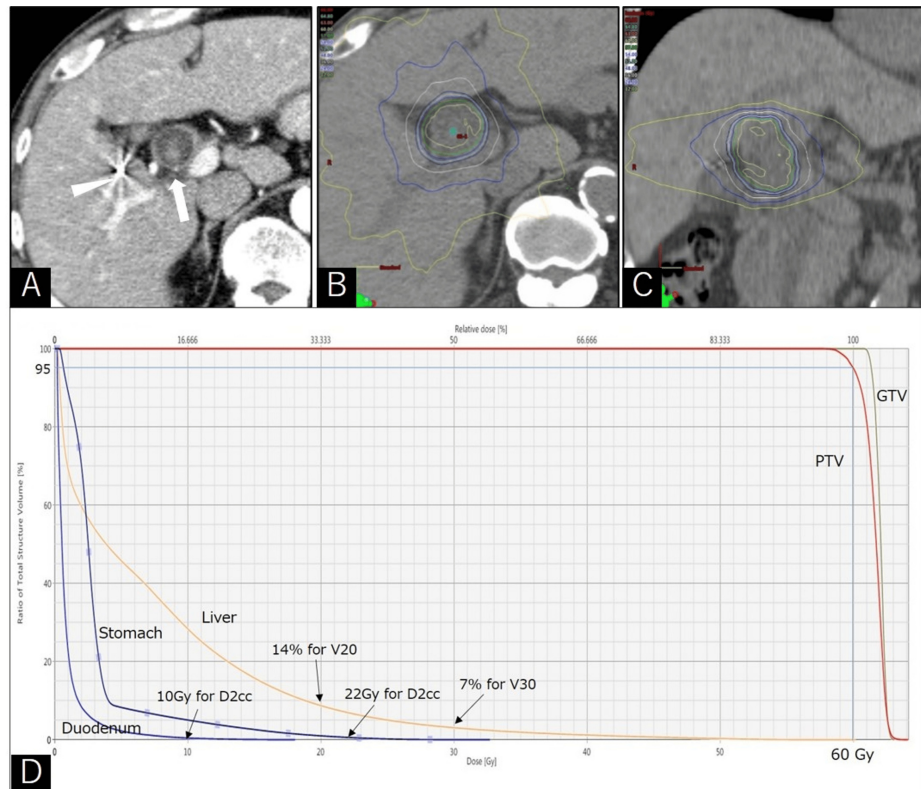 A
B
C
R
R
Relative dose [%]
0 16.666 33.333 50 66.666 83.333 100
100
95
80
60
40
20
0
Ratio of Total Structure Volume [%]
GTV
PTV
Liver
Stomach
14% for V20
10Gy for D2cc
22Gy for D2cc
7% for V30
Duodenum
0 10 20 30 40 50
60 Gy
Dose [Gy]
D